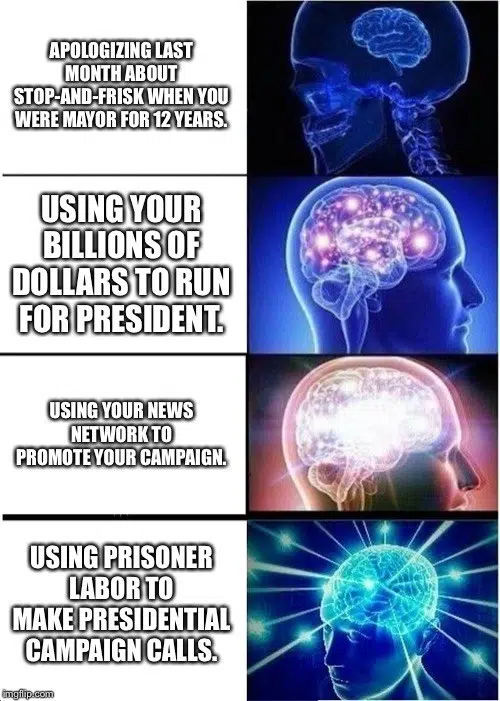 APOLOGIZING LAST
MONTH ABOUT
STOP-AND-FRISK WHEN YOU
WERE MAYOR FOR 12 YEARS.
USING YOUR
BILLIONS OF
DOLLARS TO RUN
FOR PRESIDENT.
USING YOUR NEWS
NETWORK TO
PROMOTE YOUR CAMPAIGN.
USING PRISONER
LABOR TO
MAKE PRESIDENTIAL
CAMPAIGN CALLS.
imgflip.com